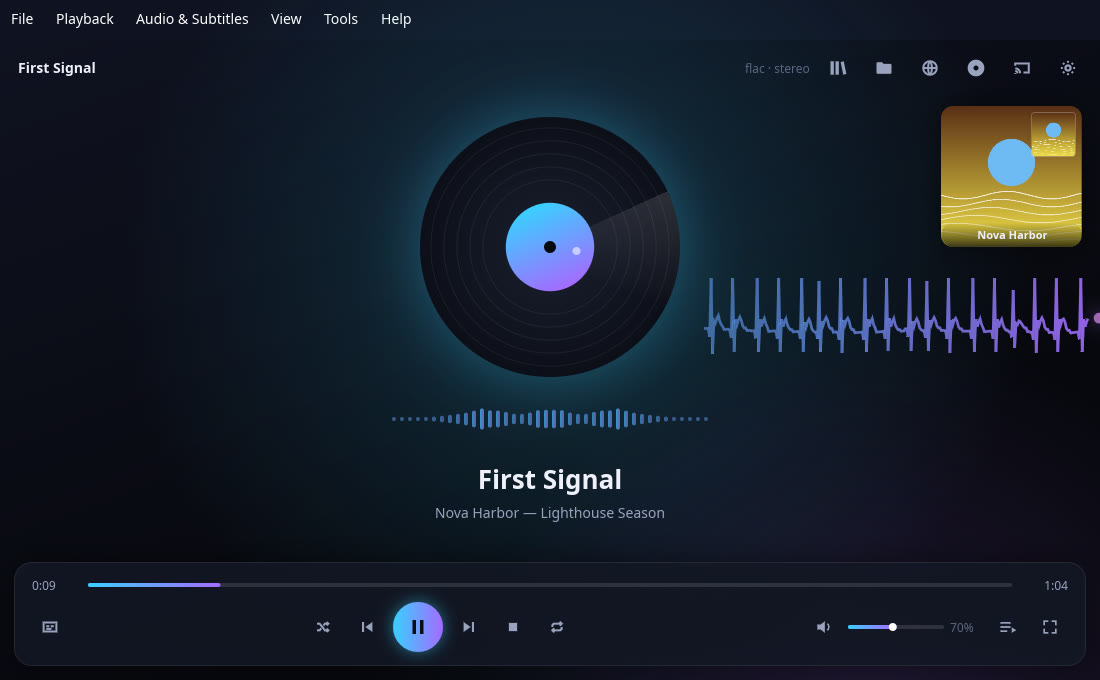 File Playback Audio & Subtitles View Tools Help
First Signal
flac · stereo
Nova Harbor
First Signal
Nova Harbor — Lighthouse Season
0:09
1:04
70%